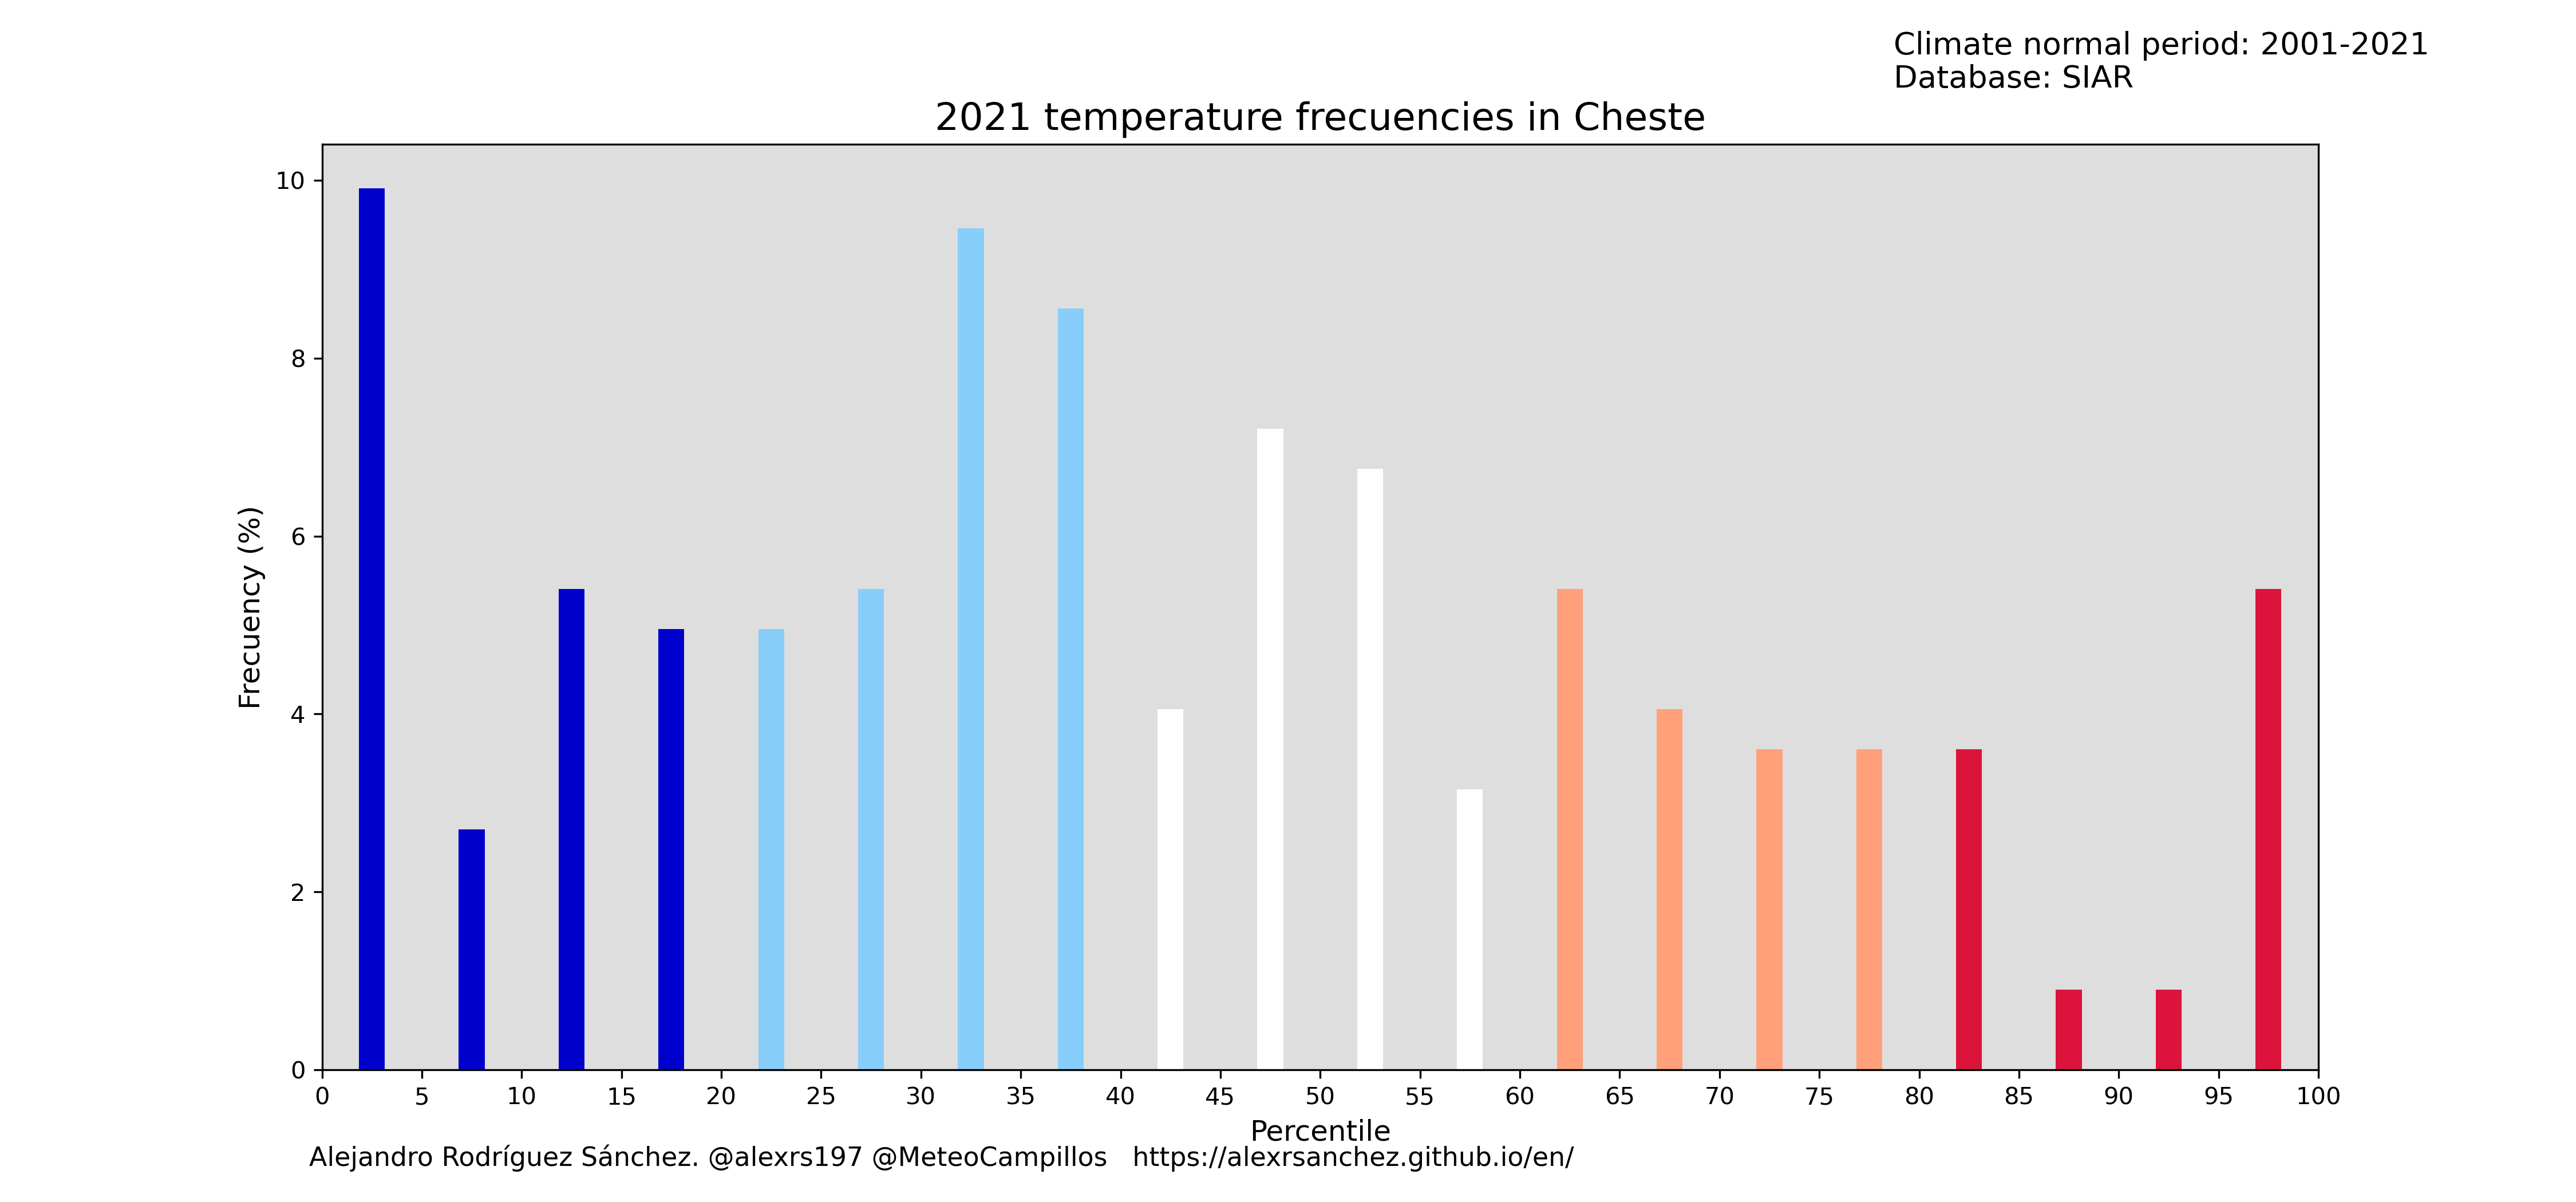 Climate normal period: 2001-2021
Database: SIAR
2021 temperature frecuencies in Cheste
10
8
6
4
2
0
Frecuency (%)
0 5 10 15 20 25 30 35 40 45 50 55 60 65 70 75 80 85 90 95 100
Percentile
Alejandro Rodríguez Sánchez. @alexrs197 @MeteoCampillos https://alexrsanchez.github.io/en/